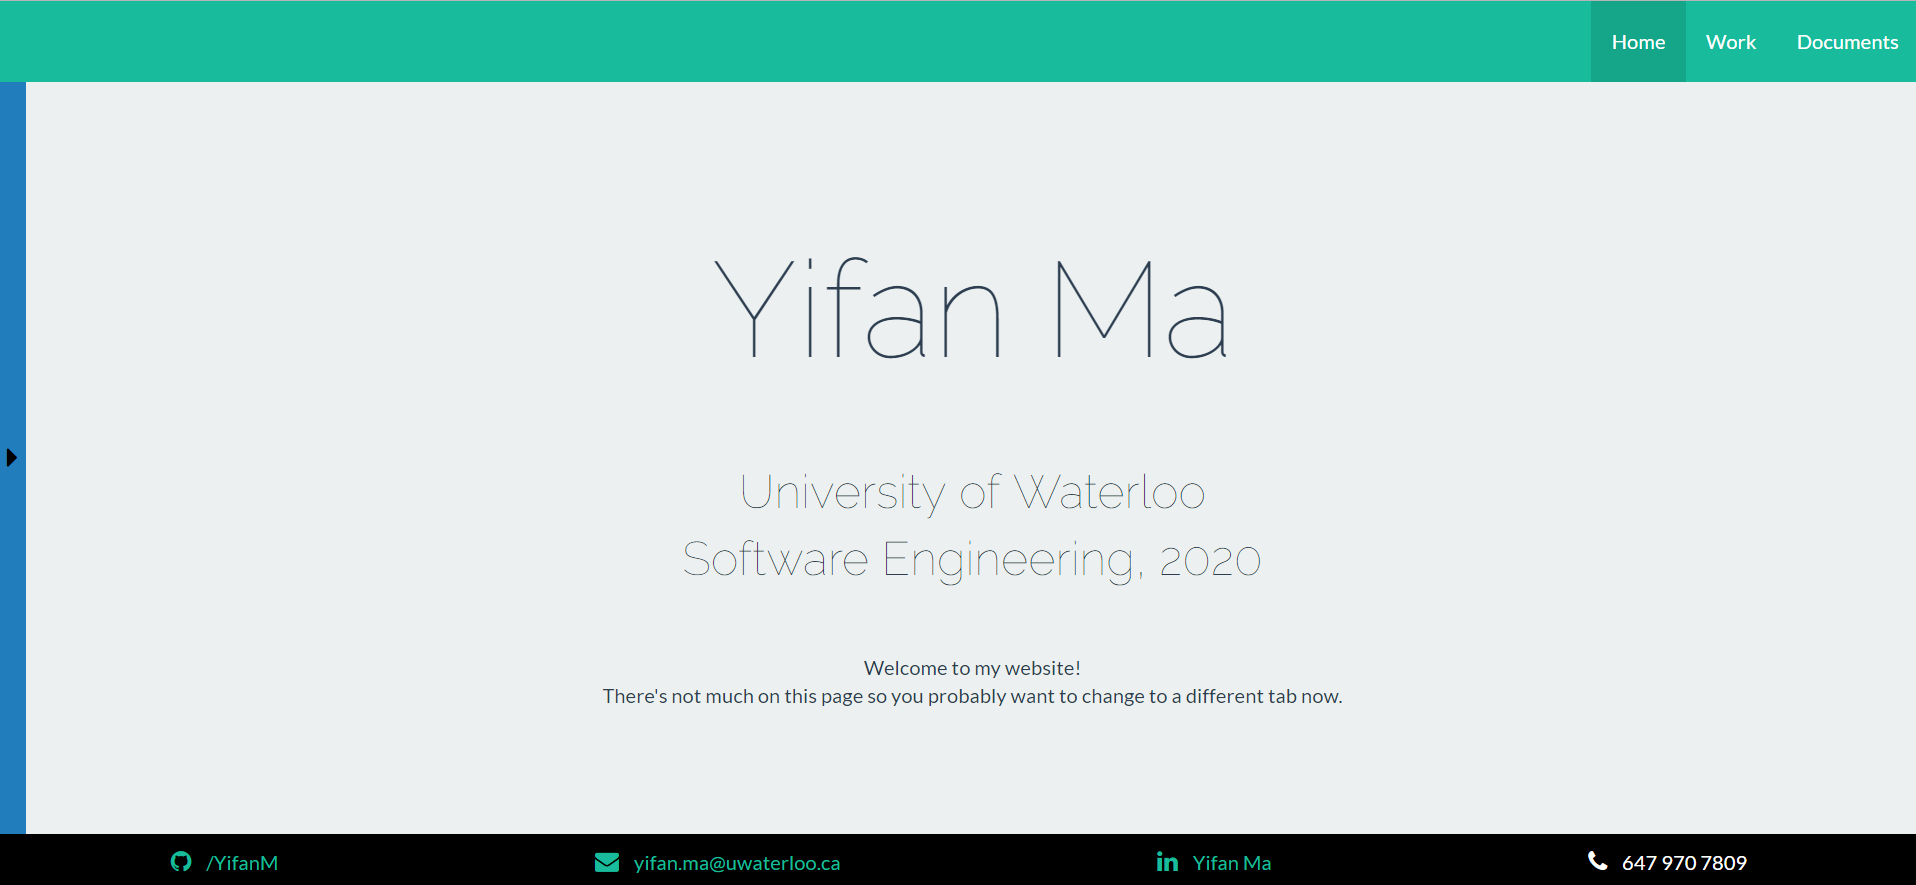 Home Work Documents
Yifan Ma
University of Waterloo
Software Engineering, 2020
Welcome to my website!
There's not much on this page so you probably want to change to a different tab now.
/YifanM yifan.ma@uwaterloo.ca in Yifan Ma 647 970 7809